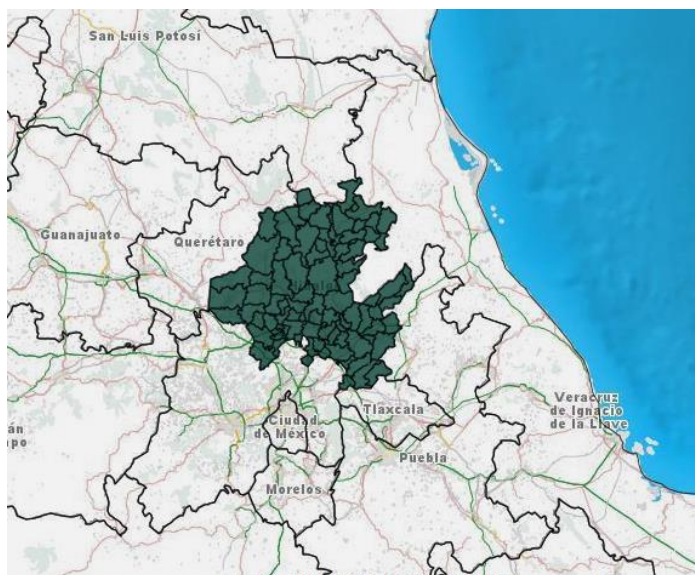 San Luis Potosí
Guanajuato
Querétaro
Tlaxcala
Veracruz
de Ignacio
de la Llave
Ciudad
de México
Puebla
Morelos